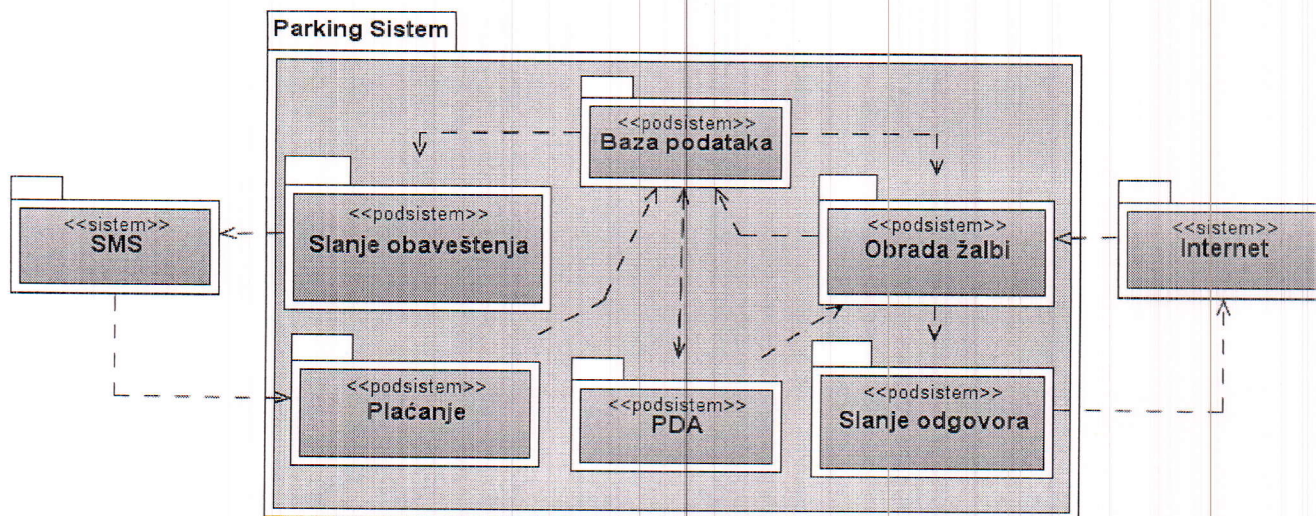 Parking Sistem
<<podsistem>>
Baza podataka
<<podsistem>>
Slanje obaveštenja
<<sistem>>
SMS
<<podsistem>>
Obrada žalbi
<<sistem>>
Internet
<<podsistem>>
Plaćanje
<<podsistem>>
PDA
<<podsistem>>
Slanje odgovora